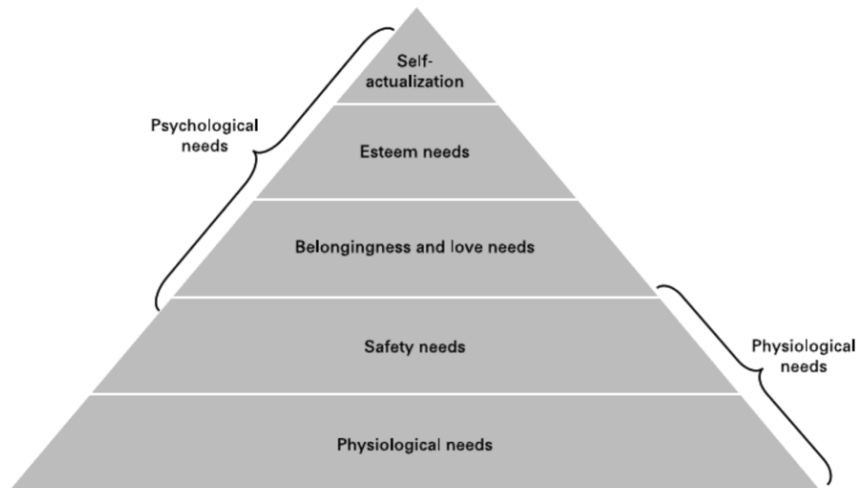 Self-
actualization
Psychological
needs
Esteem needs
Belongingness and love needs
Safety needs
Physiological
needs
Physiological needs